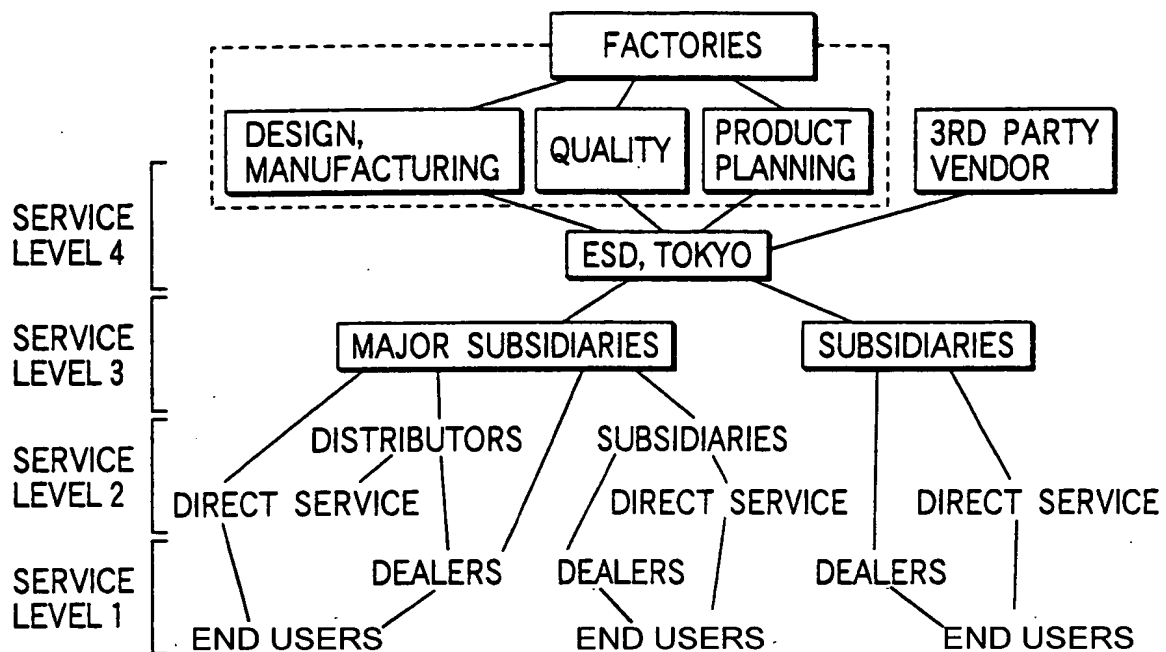 FACTORIES
DESIGN,
MANUFACTURING
QUALITY
PRODUCT
PLANNING
3RD PARTY
VENDOR
SERVICE
LEVEL 4
ESD, TOKYO
SERVICE
LEVEL 3
MAJOR SUBSIDIARIES
SUBSIDIARIES
SERVICE
LEVEL 2
DISTRIBUTORS
SUBSIDIARIES
DIRECT SERVICE
DIRECT SERVICE
DIRECT SERVICE
SERVICE
LEVEL 1
DEALERS
DEALERS
DEALERS
END USERS
END USERS
END USERS